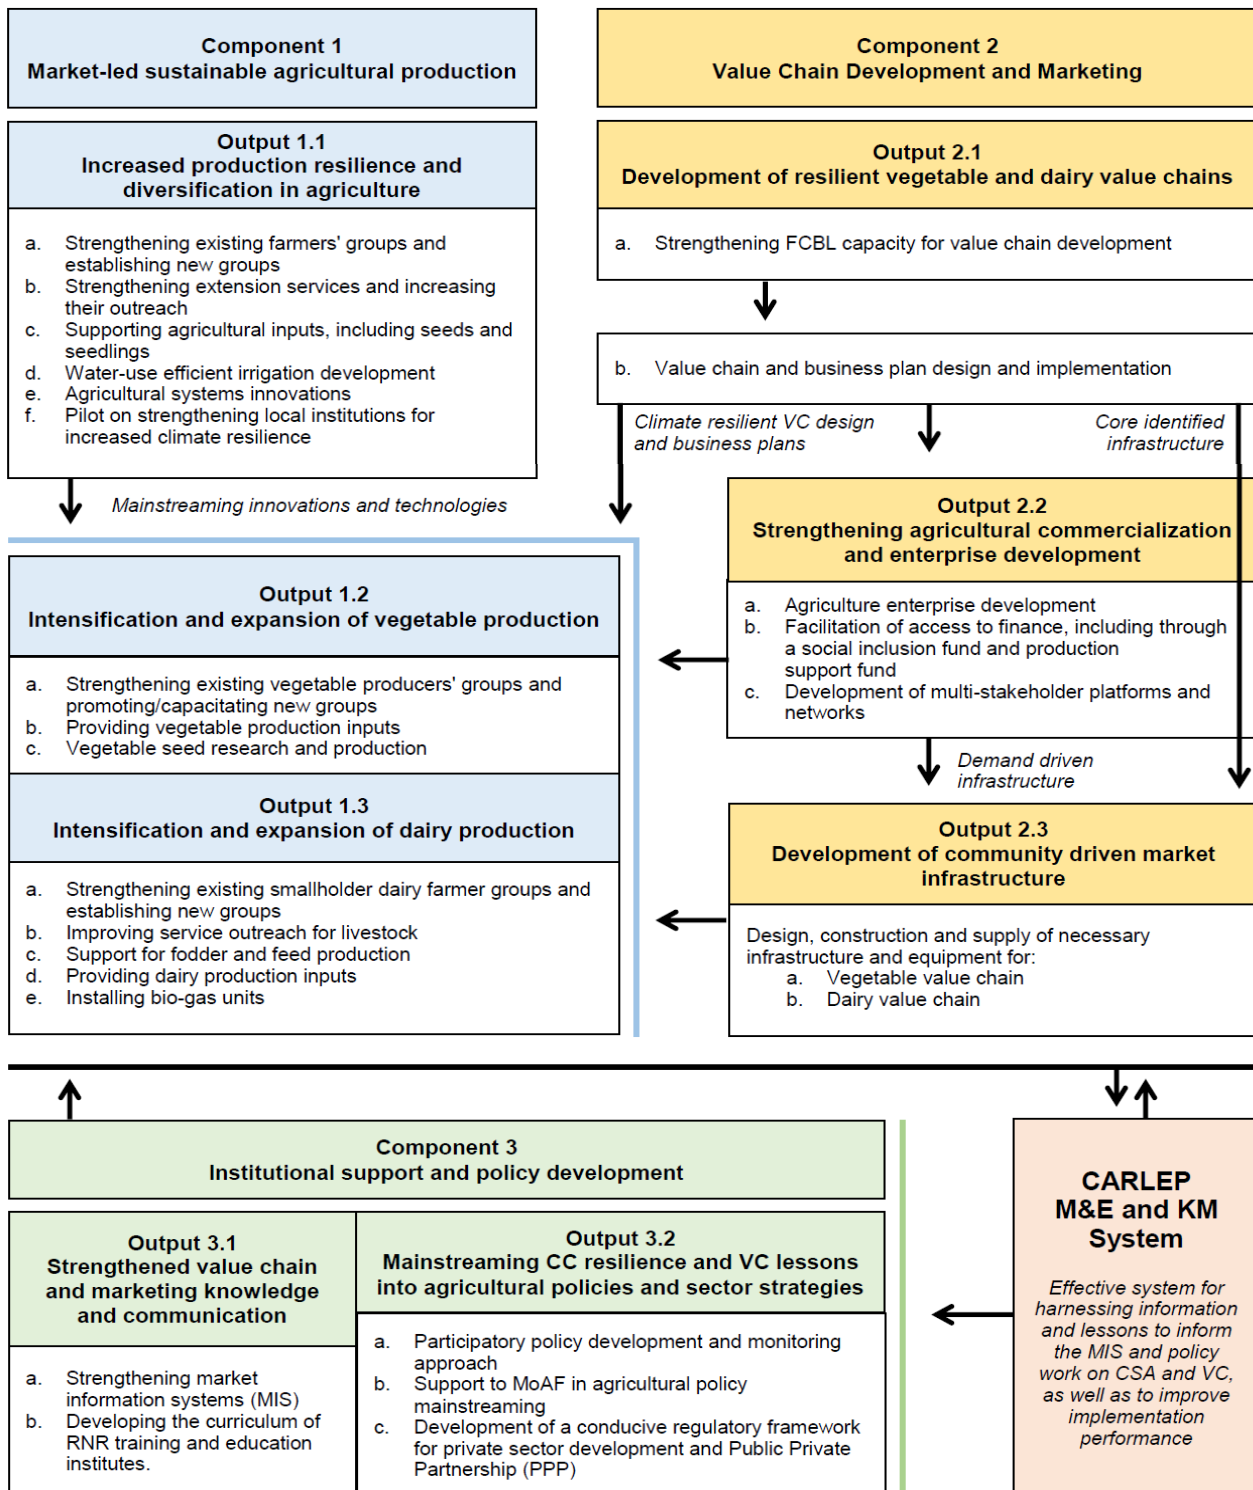 Component 1
Market-led sustainable agricultural production
Output 1.1
Increased production resilience and
diversification in agriculture
a. Strengthening existing farmers' groups and
establishing new groups
b. Strengthening extension services and increasing
their outreach
c. Supporting agricultural inputs, including seeds and
seedlings
d. Water-use efficient irrigation development
e. Agricultural systems innovations
f. Pilot on strengthening local institutions for
increased climate resilience
Mainstreaming innovations and technologies
Component 2
Value Chain Development and Marketing
Output 2.1
Development of resilient vegetable and dairy value chains
a. Strengthening FCBL capacity for value chain development
b. Value chain and business plan design and implementation
Climate resilient VC design
and business plans
Core identified
infrastructure
Output 2.2
Strengthening agricultural commercialization
and enterprise development
a. Agriculture enterprise development
b. Facilitation of access to finance, including through
a social inclusion fund and production
support fund
c. Development of multi-stakeholder platforms and
networks
Demand driven
infrastructure
Output 1.2
Intensification and expansion of vegetable production
a. Strengthening existing vegetable producers' groups and
promoting/capacitating new groups
b. Providing vegetable production inputs
c. Vegetable seed research and production
Output 1.3
Intensification and expansion of dairy production
a. Strengthening existing smallholder dairy farmer groups and
establishing new groups
b. Improving service outreach for livestock
c. Support for fodder and feed production
d. Providing dairy production inputs
e. Installing bio-gas units
Output 2.3
Development of community driven market
infrastructure
Design, construction and supply of necessary
infrastructure and equipment for:
a. Vegetable value chain
b. Dairy value chain
Component 3
Institutional support and policy development
Output 3.1
Strengthened value chain
and marketing knowledge
and communication
a. Strengthening market
information systems (MIS)
b. Developing the curriculum of
RNR training and education
institutes.
Output 3.2
Mainstreaming CC resilience and VC lessons
into agricultural policies and sector strategies
a. Participatory policy development and monitoring
approach
b. Support to MoAF in agricultural policy
mainstreaming
c. Development of a conducive regulatory framework
for private sector development and Public Private
Partnership (PPP)
CARLEP
M&E and KM
System
Effective system for
harnessing information
and lessons to inform
the MIS and policy
work on CSA and VC,
as well as to improve
implementation
performance